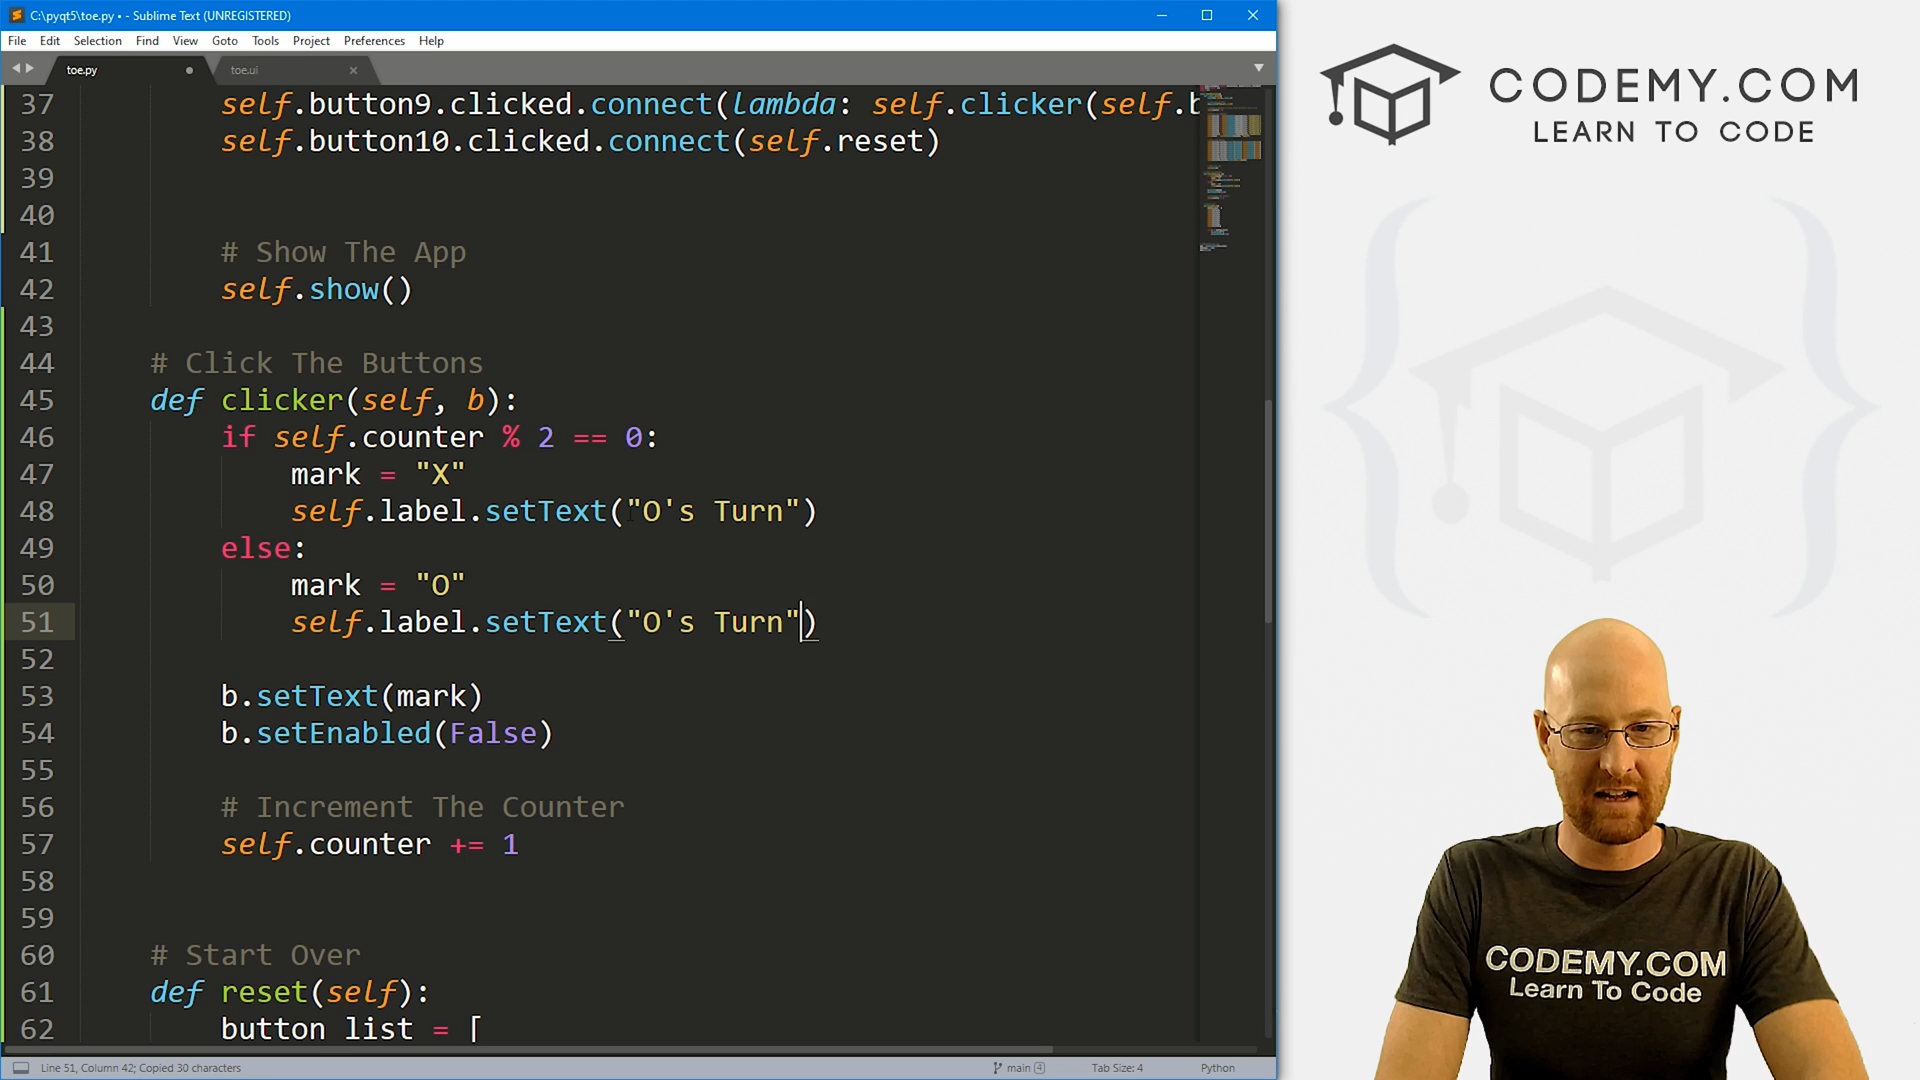 C:\pyqt5\toe.py • - Sublime Text (UNREGISTERED)
File Edit Selection Find View Goto Tools Project Preferences Help
toe.py toe.ui
37 self.button9.clicked.connect(lambda: self.clicker(self.b
38 self.button10.clicked.connect(self.reset)
39
40
41 # Show The App
42 self.show()
43
44 # Click The Buttons
45 def clicker(self, b):
46 if self.counter % 2 == 0:
47 mark = "X"
48 self.label.setText("O's Turn")
49 else:
50 mark = "O"
51 self.label.setText("O's Turn")
52
53 b.setText(mark)
54 b.setEnabled(False)
55
56 # Increment The Counter
57 self.counter += 1
58
59
60 # Start Over
61 def reset(self):
62 button_list = [
Line 51, Column 42; Copied 30 characters main 4 Tab Size: 4 Python
CODEMY.COM
LEARN TO CODE
CODEMY.COM
Learn To Code